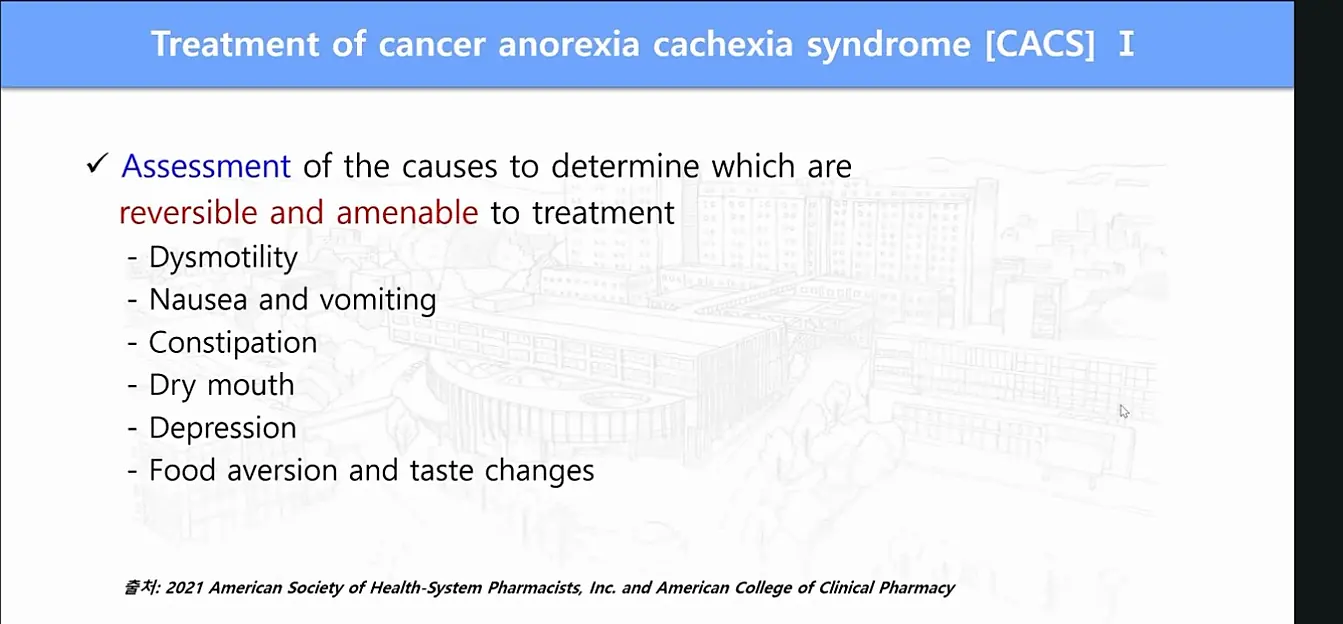 Treatment of cancer anorexia cachexia syndrome [CACS] Ⅰ
✓ Assessment of the causes to determine which are
reversible and amenable to treatment
- Dysmotility
- Nausea and vomiting
- Constipation
- Dry mouth
- Depression
- Food aversion and taste changes
출처: 2021 American Society of Health-System Pharmacists, Inc. and American College of Clinical Pharmacy